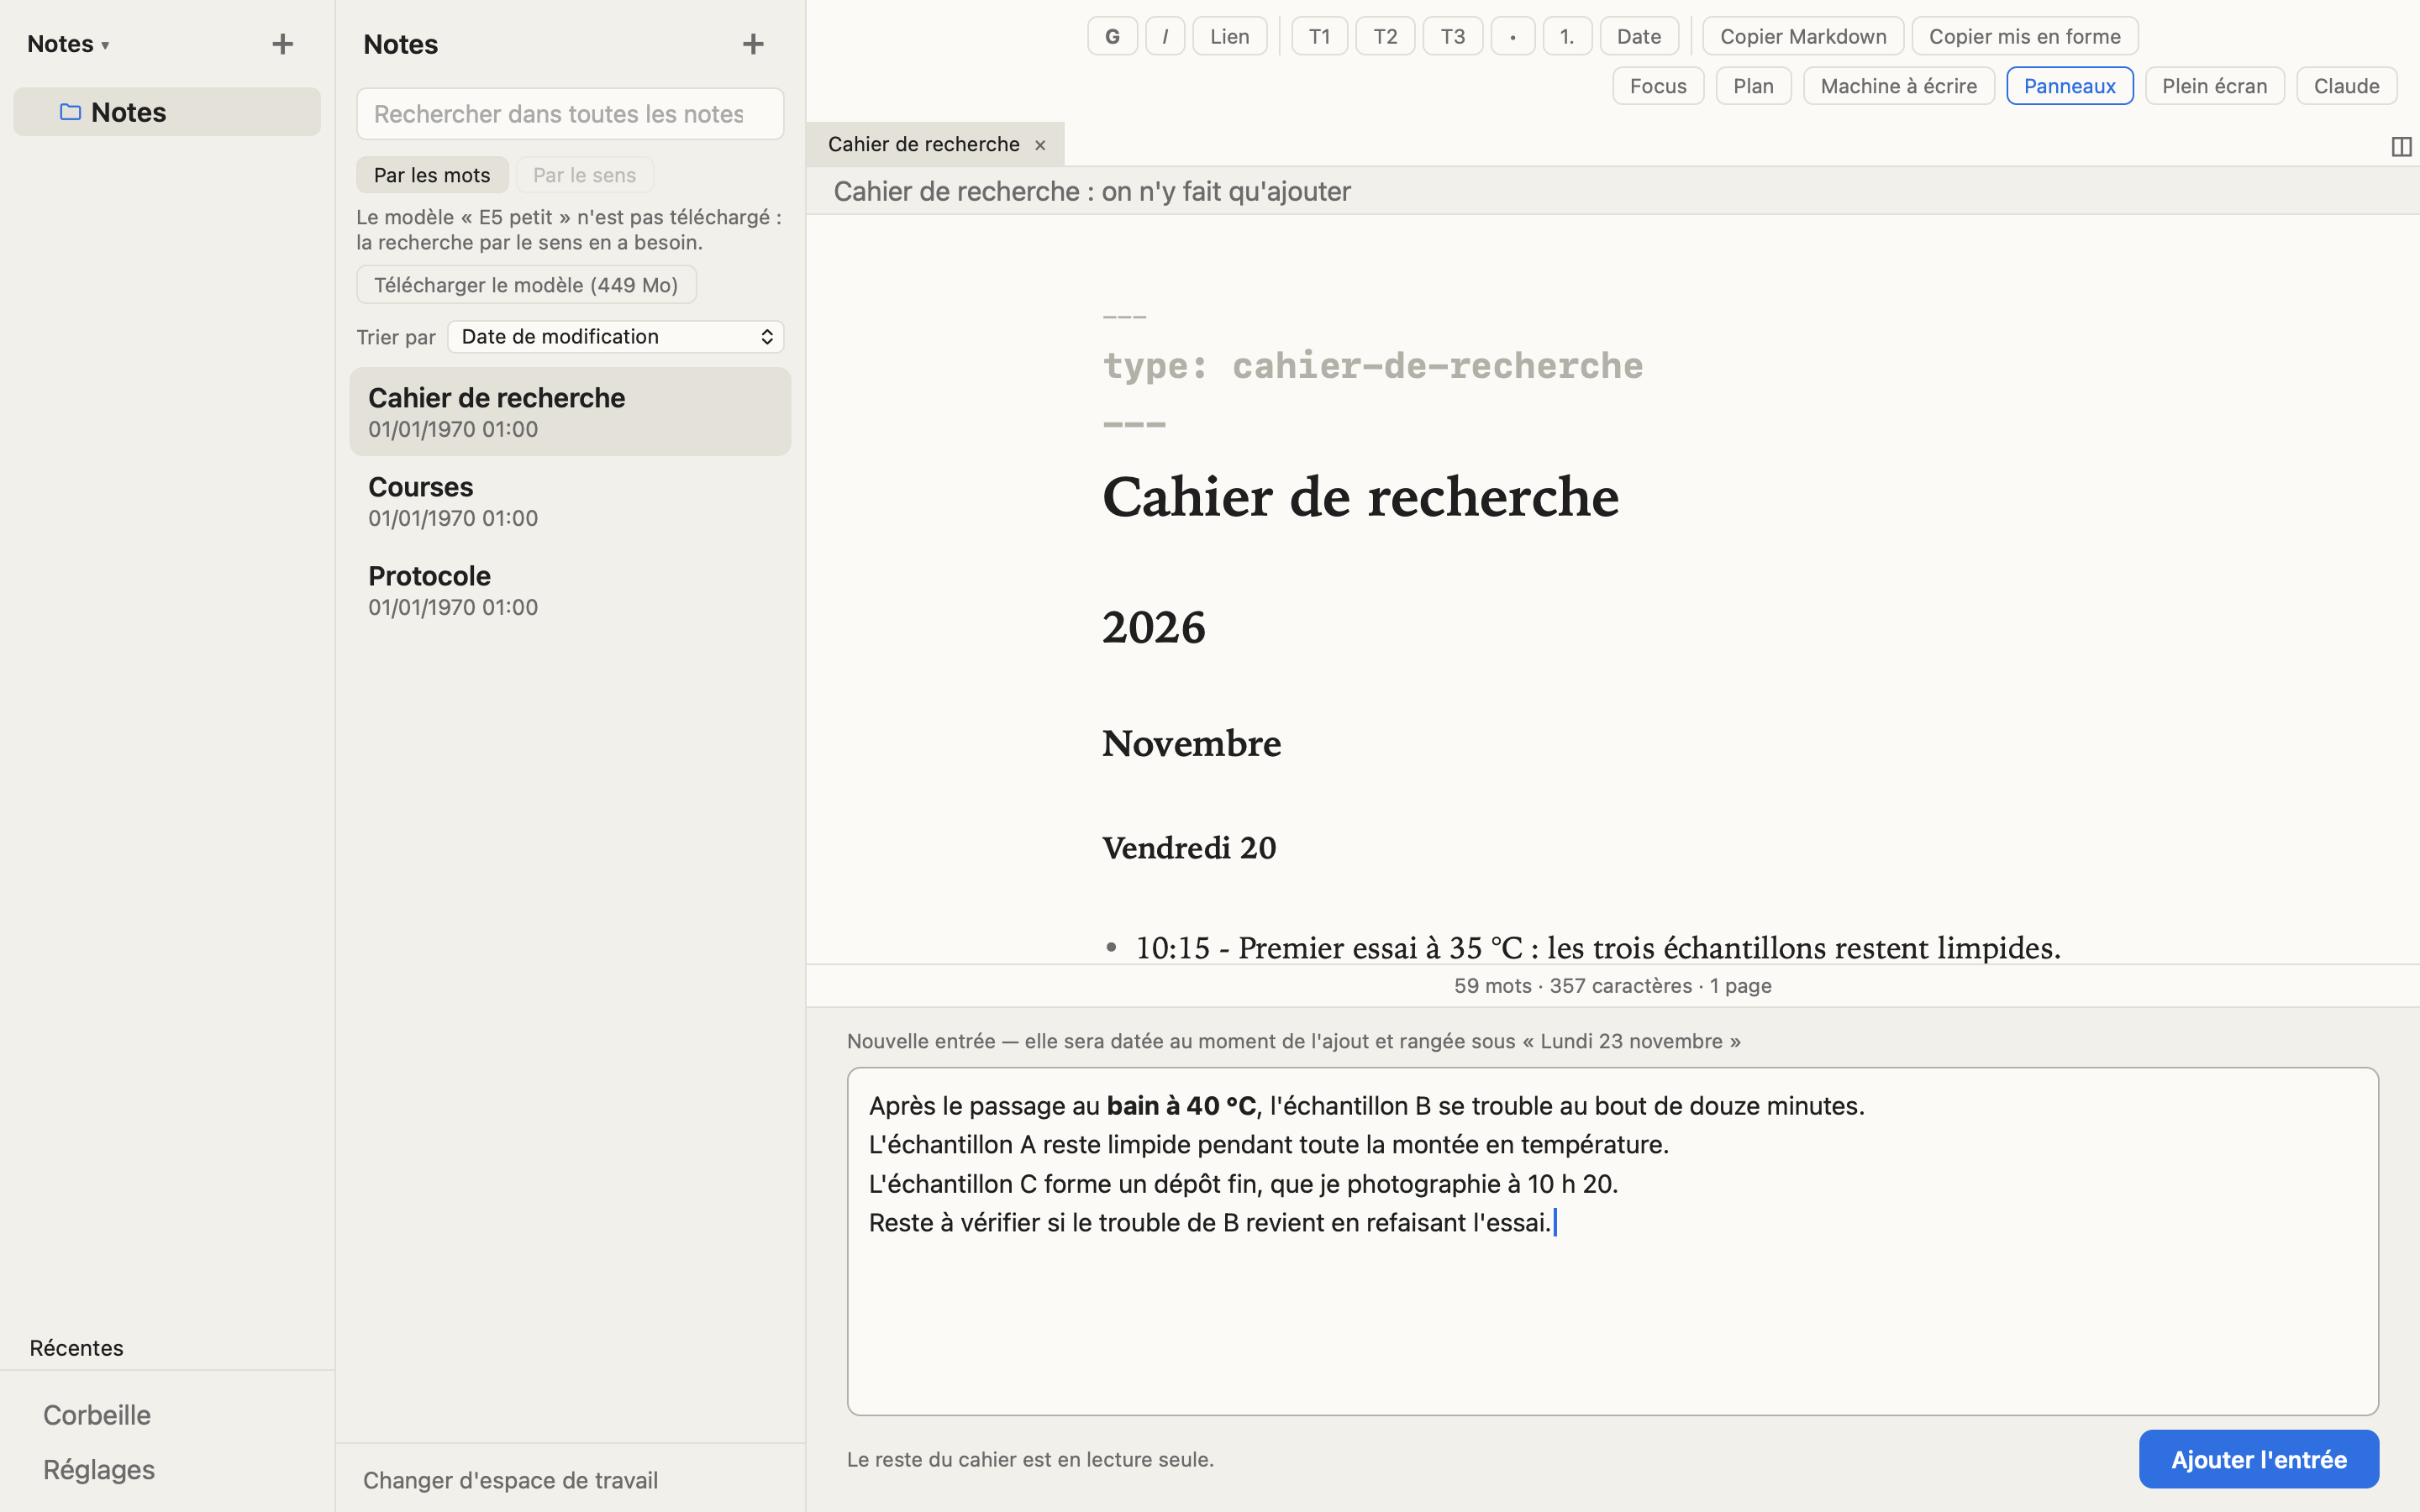 Notes ▾ +
Notes
Récentes
Corbeille
Réglages
Notes +
Rechercher dans toutes les notes
Par les mots Par le sens
Le modèle « E5 petit » n'est pas téléchargé :
la recherche par le sens en a besoin.
Télécharger le modèle (449 Mo)
Trier par Date de modification
Cahier de recherche
01/01/1970 01:00
Courses
01/01/1970 01:00
Protocole
01/01/1970 01:00
Changer d'espace de travail
G I Lien T1 T2 T3 • 1. Date Copier Markdown Copier mis en forme
Focus Plan Machine à écrire Panneaux Plein écran Claude
Cahier de recherche ×
Cahier de recherche : on n'y fait qu'ajouter
---
type: cahier-de-recherche
---
Cahier de recherche
2026
Novembre
Vendredi 20
• 10:15 - Premier essai à 35 °C : les trois échantillons restent limpides.
59 mots · 357 caractères · 1 page
Nouvelle entrée — elle sera datée au moment de l'ajout et rangée sous « Lundi 23 novembre »
Après le passage au bain à 40 °C, l'échantillon B se trouble au bout de douze minutes.
L'échantillon A reste limpide pendant toute la montée en température.
L'échantillon C forme un dépôt fin, que je photographie à 10 h 20.
Reste à vérifier si le trouble de B revient en refaisant l'essai.
Le reste du cahier est en lecture seule.
Ajouter l'entrée